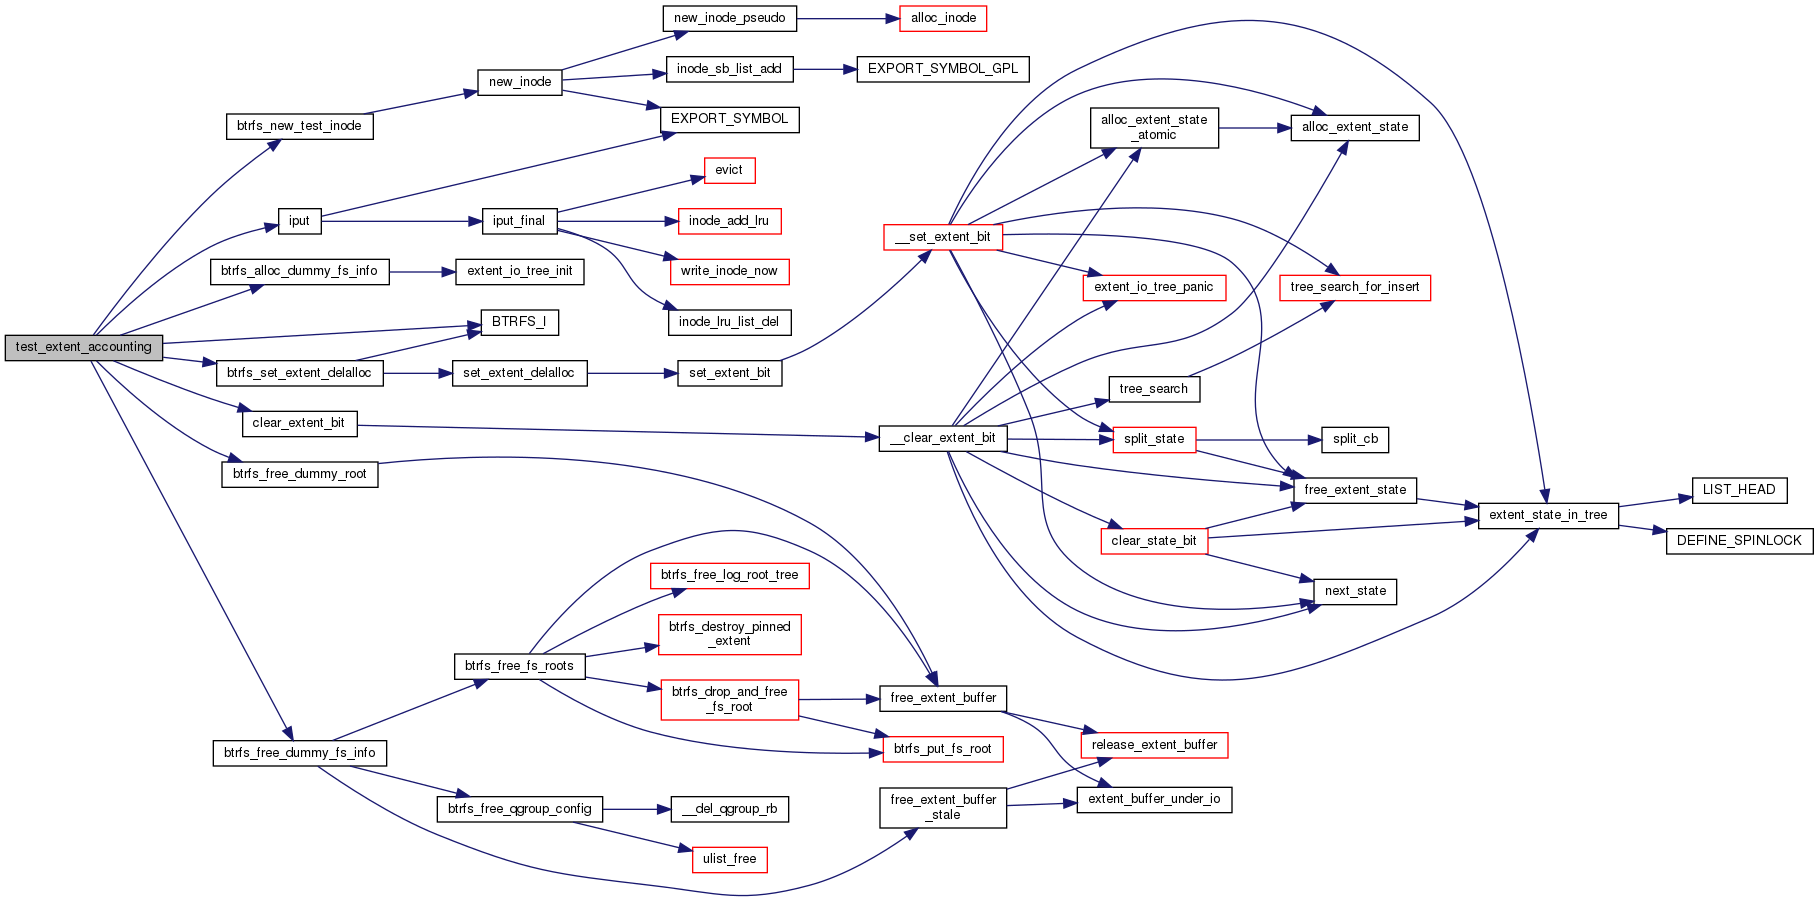 test_extent_accounting
btrfs_new_test_inode
iput
btrfs_alloc_dummy_fs_info
BTRFS_I
btrfs_set_extent_delalloc
clear_extent_bit
btrfs_free_dummy_root
btrfs_free_dummy_fs_info
new_inode
iput_final
extent_io_tree_init
set_extent_delalloc
btrfs_free_fs_roots
btrfs_free_qgroup_config
new_inode_pseudo
inode_sb_list_add
EXPORT_SYMBOL
evict
inode_add_lru
write_inode_now
inode_lru_list_del
set_extent_bit
btrfs_free_log_root_tree
btrfs_destroy_pinned
_extent
btrfs_drop_and_free
_fs_root
__del_qgroup_rb
ulist_free
alloc_inode
EXPORT_SYMBOL_GPL
__set_extent_bit
__clear_extent_bit
free_extent_buffer
btrfs_put_fs_root
free_extent_buffer
_stale
alloc_extent_state
_atomic
extent_io_tree_panic
tree_search
split_state
clear_state_bit
release_extent_buffer
extent_buffer_under_io
alloc_extent_state
tree_search_for_insert
split_cb
free_extent_state
next_state
extent_state_in_tree
LIST_HEAD
DEFINE_SPINLOCK